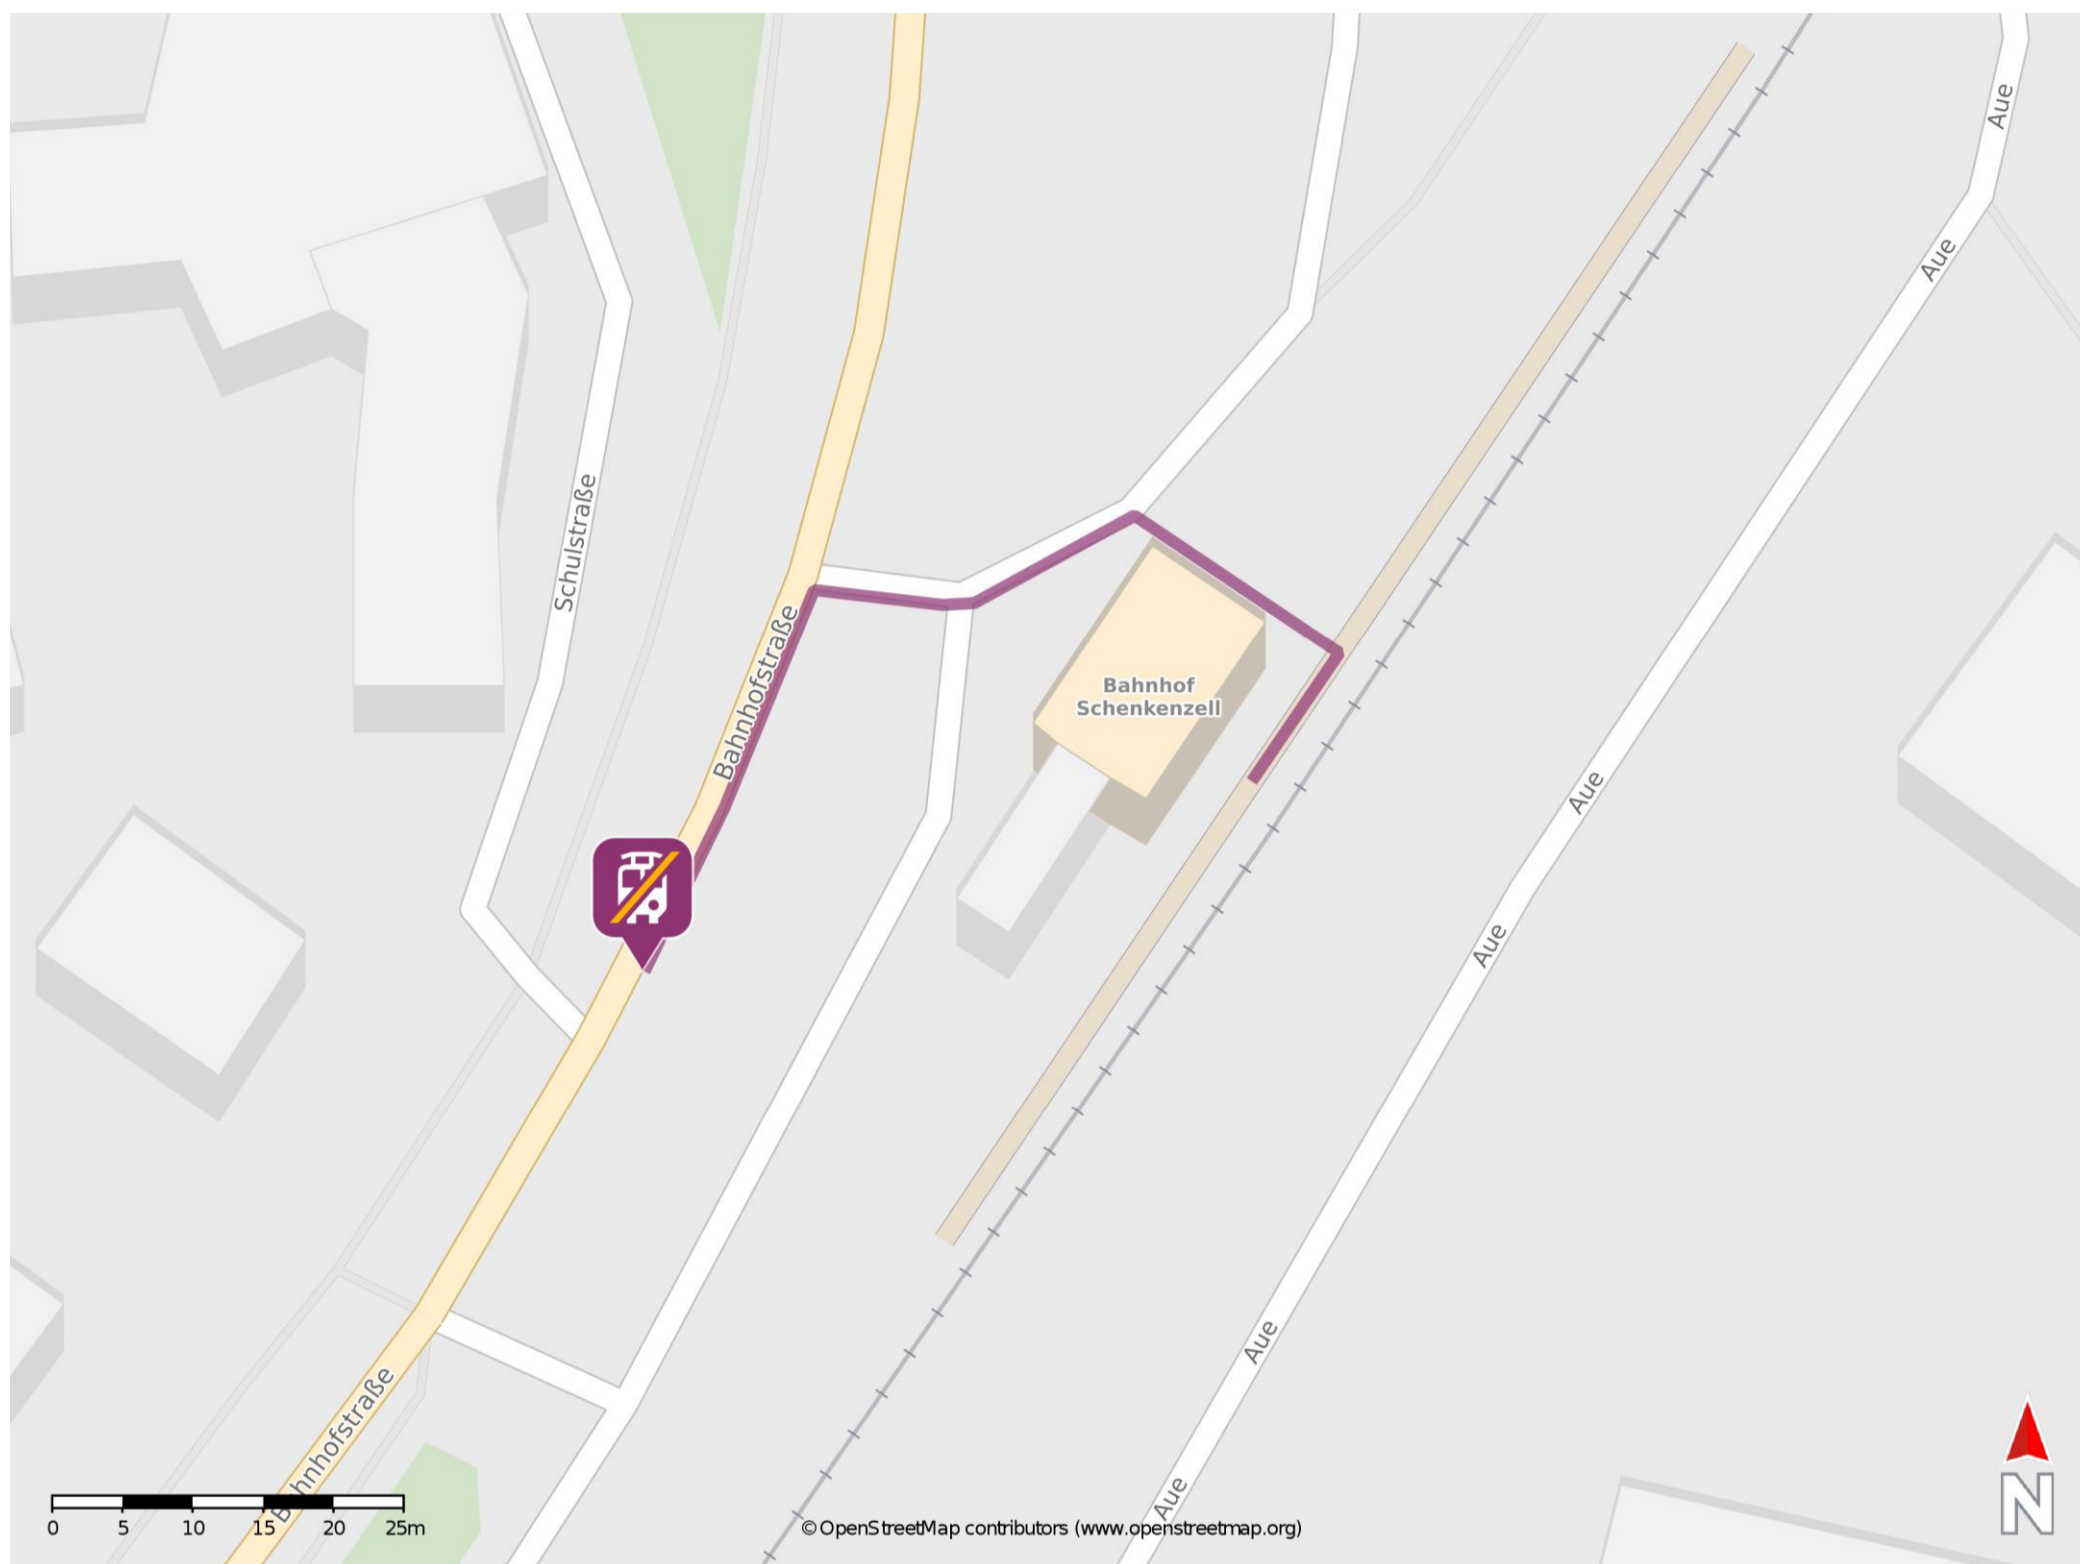 Aue
Aue
Schulstraße
Bahnhofstraße
Bahnhof
Schenkenzell
Aue
Aue
Aue
Bahnhofstraße
Aue
0 5 10 15 20 25m
© OpenStreetMap contributors (www.openstreetmap.org)
N